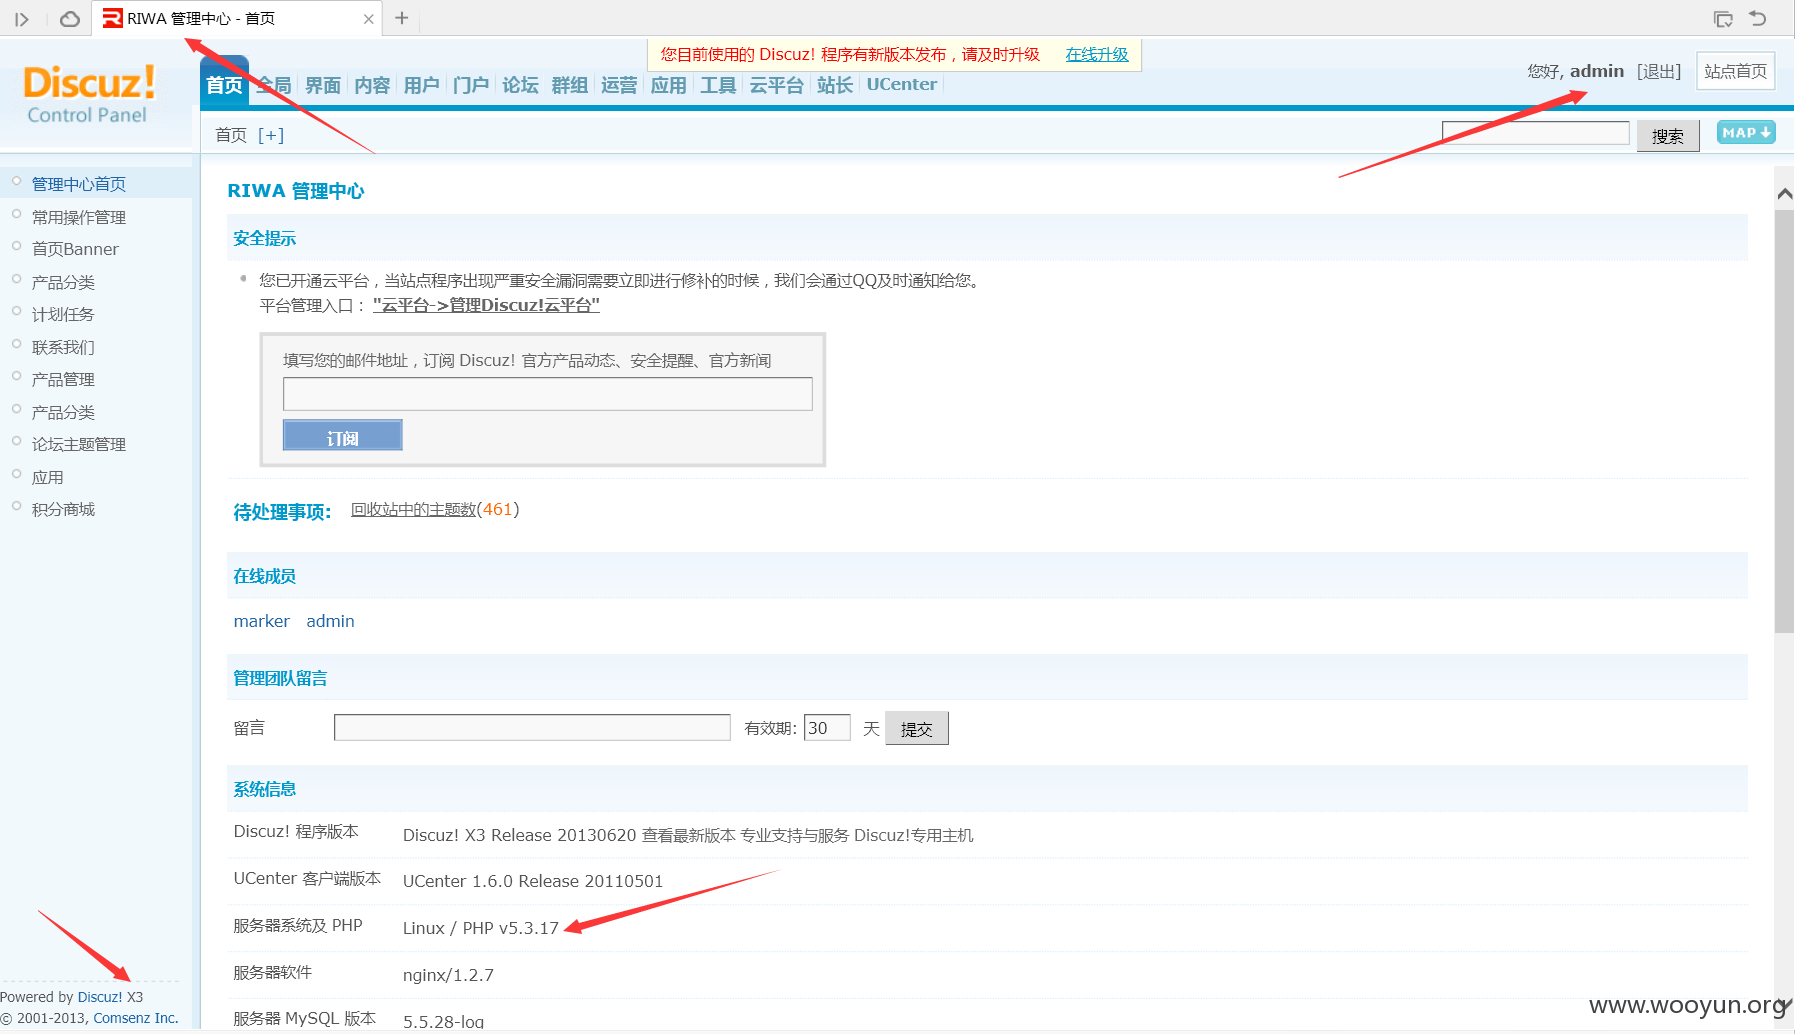 RIWA 管理中心 - 首页
您目前使用的 Discuz! 程序有新版本发布，请及时升级 在线升级
Discuz!
Control Panel
首页 全局 界面 内容 用户 门户 论坛 群组 运营 应用 工具 云平台 站长 UCenter
您好, admin [退出] 站点首页
首页 [+]
搜索 MAP
管理中心首页
常用操作管理
首页Banner
产品分类
计划任务
联系我们
产品管理
产品分类
论坛主题管理
应用
积分商城
Powered by Discuz! X3
© 2001-2013, Comsenz Inc.
RIWA 管理中心
安全提示
您已开通云平台，当站点程序出现严重安全漏洞需要立即进行修补的时候，我们会通过QQ及时通知给您。
平台管理入口： "云平台->管理Discuz!云平台"
填写您的邮件地址，订阅 Discuz! 官方产品动态、安全提醒、官方新闻
订阅
待处理事项: 回收站中的主题数(461)
在线成员
marker admin
管理团队留言
留言 有效期: 30 天 提交
系统信息
Discuz! 程序版本 Discuz! X3 Release 20130620 查看最新版本 专业支持与服务 Discuz!专用主机
UCenter 客户端版本 UCenter 1.6.0 Release 20110501
服务器系统及 PHP Linux / PHP v5.3.17
服务器软件 nginx/1.2.7
服务器 MySQL 版本 5.5.28-log
www.wooyun.org